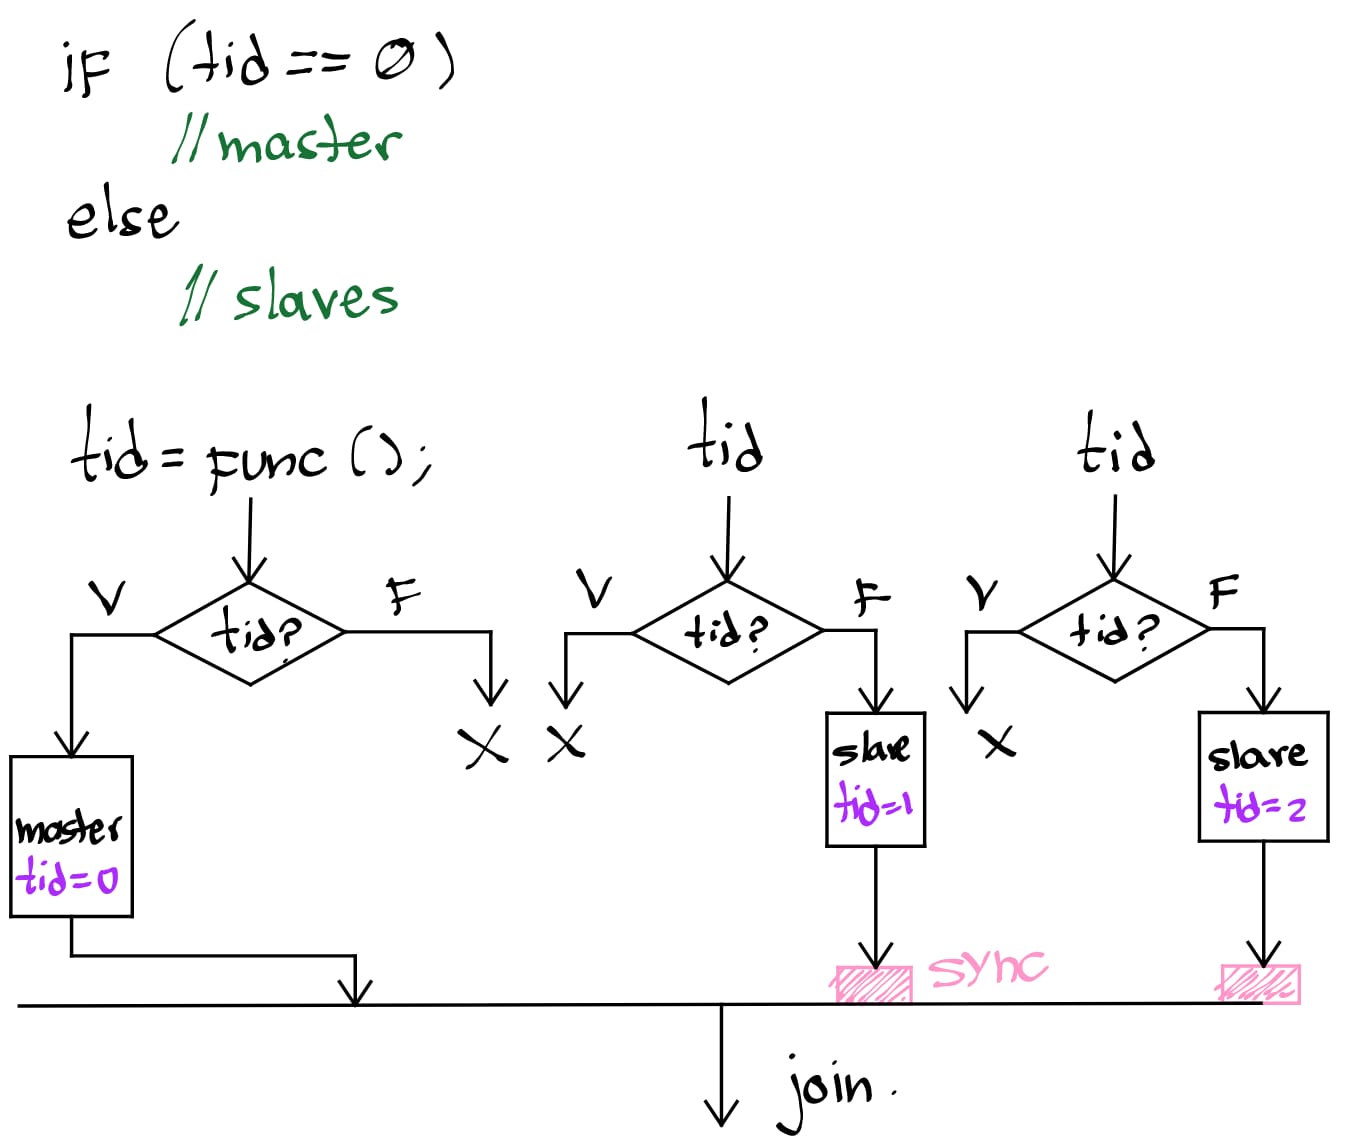 if (tid == 0)
//master
else
// slaves
tid = func (); tid tid
V F V F V F
tid? tid? tid?
X X X
slave slave
tid=1 tid=2
master
tid=0
sync
join.